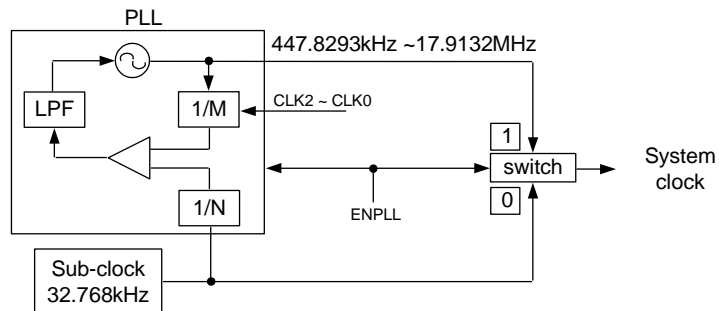 PLL
447.8293kHz ~17.9132MHz
LPF
1/M
CLK2 ~ CLK0
1
switch
System
clock
0
1/N
ENPLL
Sub-clock
32.768kHz